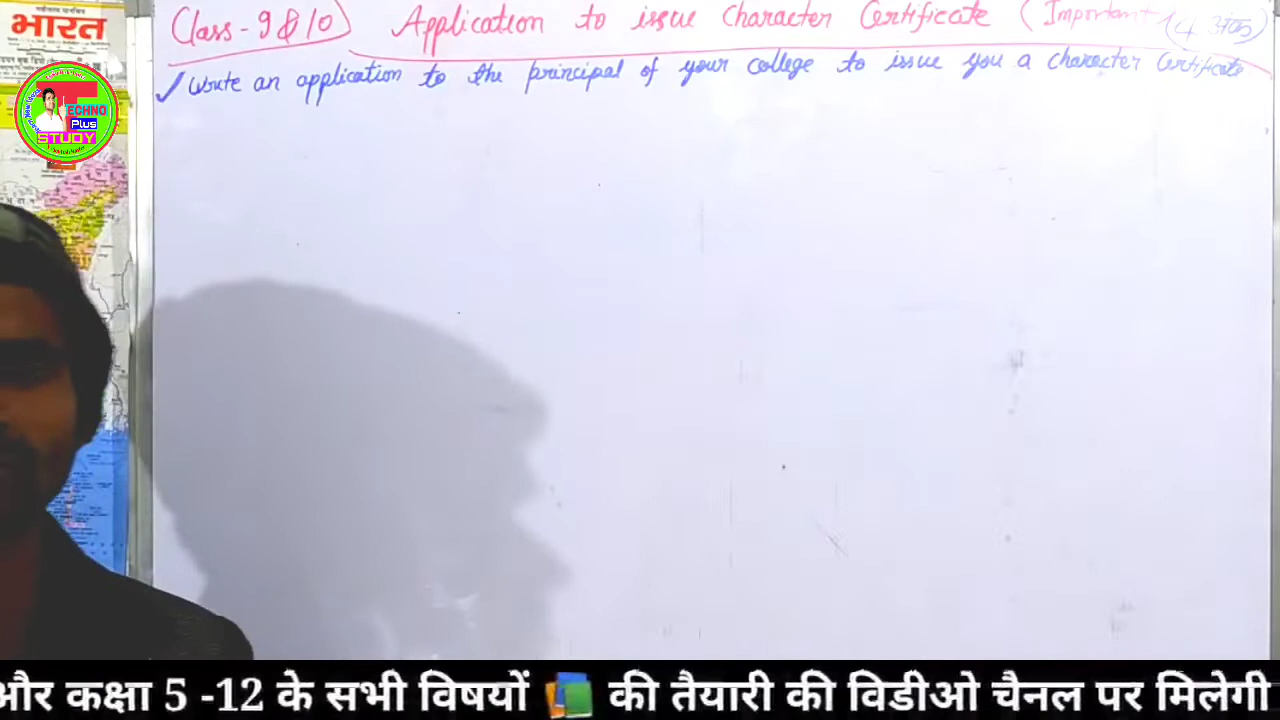 भारत
Class - 9 & 10
Application to issue Character Certificate (Important
(4 अंक)
✓ Write an application to the principal of your college to issue you a character Certificate
TECHNO
Plus
STUDY
और कक्षा 5 -12 के सभी विषयों 📚 की तैयारी की विडीओ चैनल पर मिलेगी